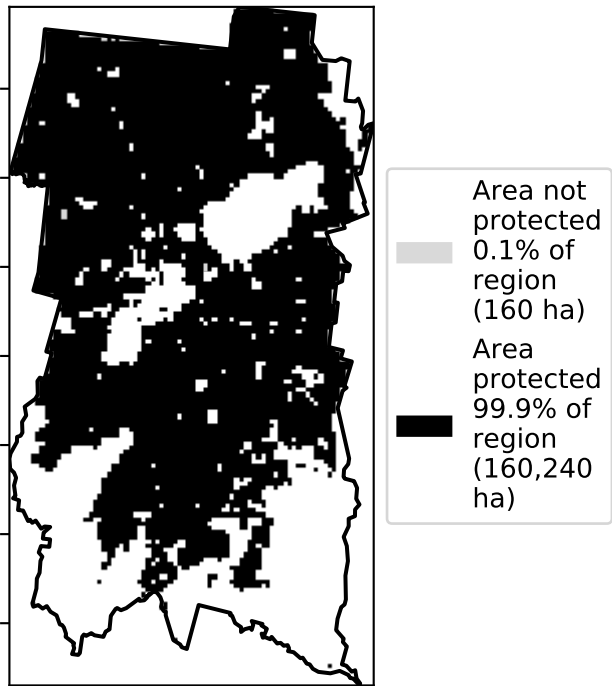 Area not
protected
0.1% of
region
(160 ha)
Area
protected
99.9% of
region
(160,240
ha)